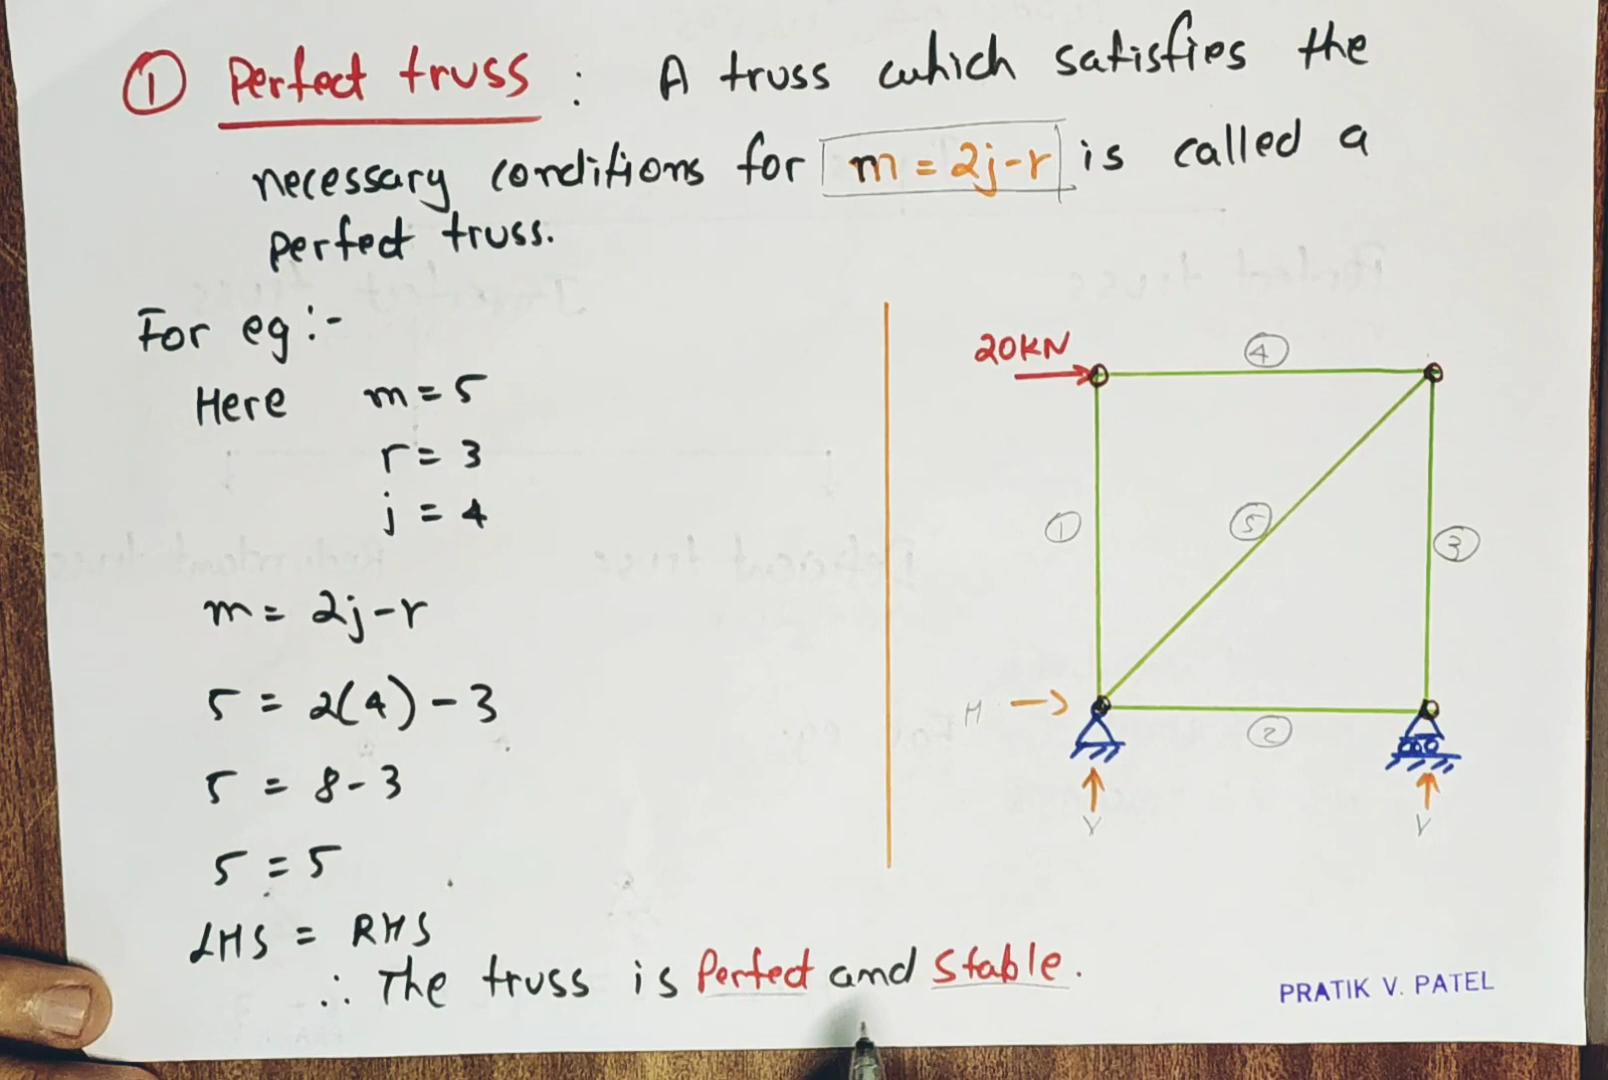 ① Perfect truss : A truss which satisfies the
necessary conditions for m = 2j-r is called a
perfect truss.
For eg :-
Here m = 5
r = 3
j = 4
m = 2j-r
5 = 2(4) - 3
5 = 8 - 3
5 = 5
LHS = RHS
∴ The truss is Perfect and Stable.
20KN
④
①
⑤
③
H
②
V
V
PRATIK V. PATEL